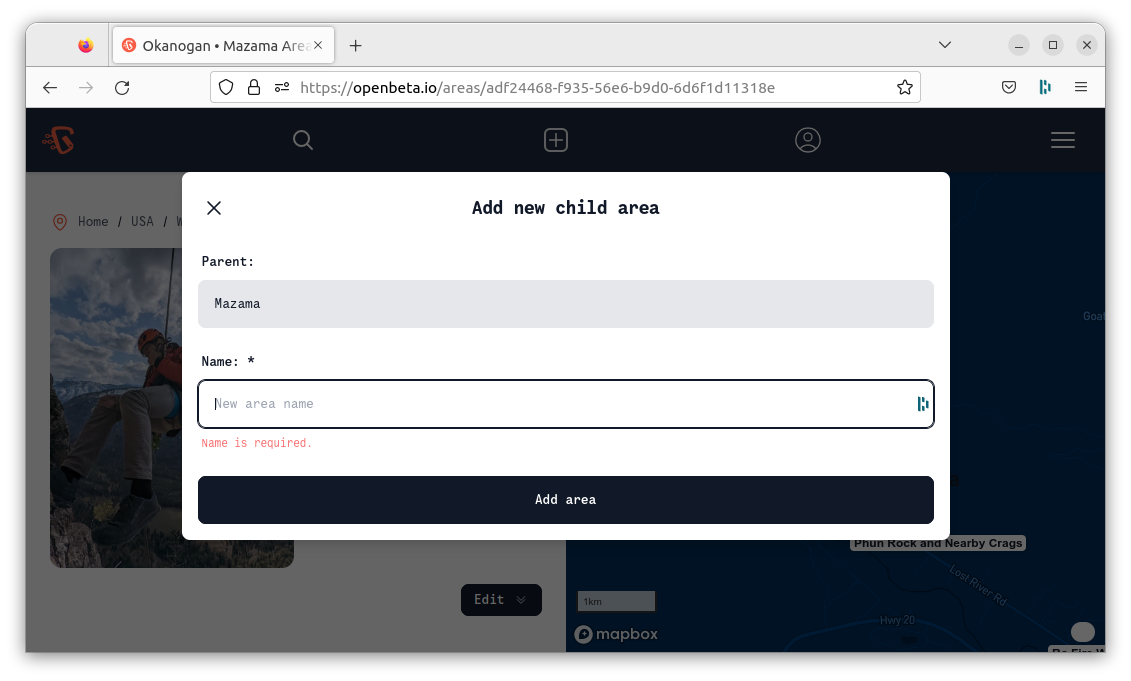 Okanogan • Mazama Area
https://openbeta.io/areas/adf24468-f935-56e6-b9d0-6d6f1d11318e
Add new child area
Home / USA / W
Parent:
Mazama
Goat
Name: *
New area name
Name is required.
Add area
Phun Rock and Nearby Crags
Lost River Rd
Edit
1km
Hwy 20
mapbox